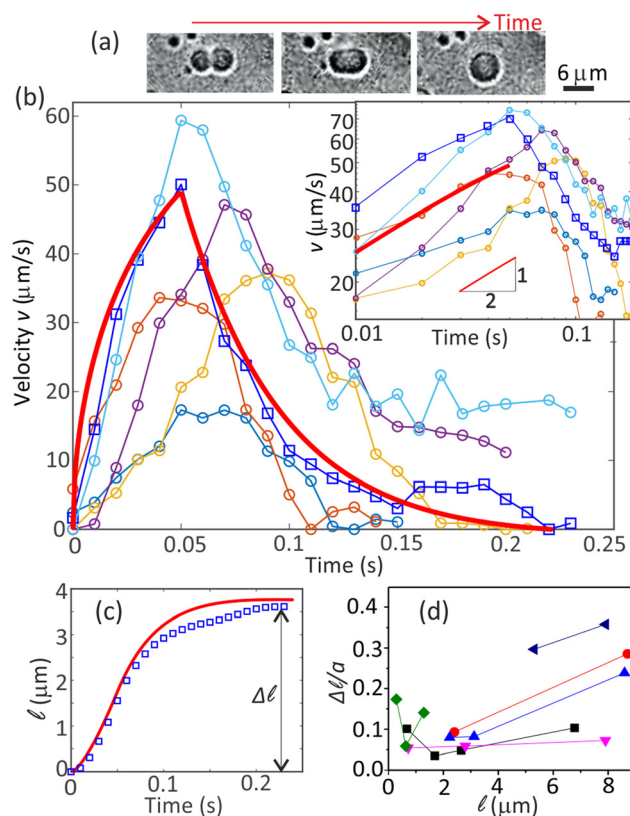 Time
(a)
6 μm
(b)
60
50
40
30
20
10
0
Velocity v (μm/s)
0
0.05
0.1
0.15
0.2
0.25
Time (s)
70
50
40
30
20
v (μm/s)
1
2
0.01
0.1
Time (s)
(c)
4
3
2
1
0
ℓ (μm)
Δℓ
0
0.1
0.2
Time (s)
(d)
0.4
0.3
0.2
0.1
0
Δℓ/a
0
2
4
6
8
ℓ (μm)